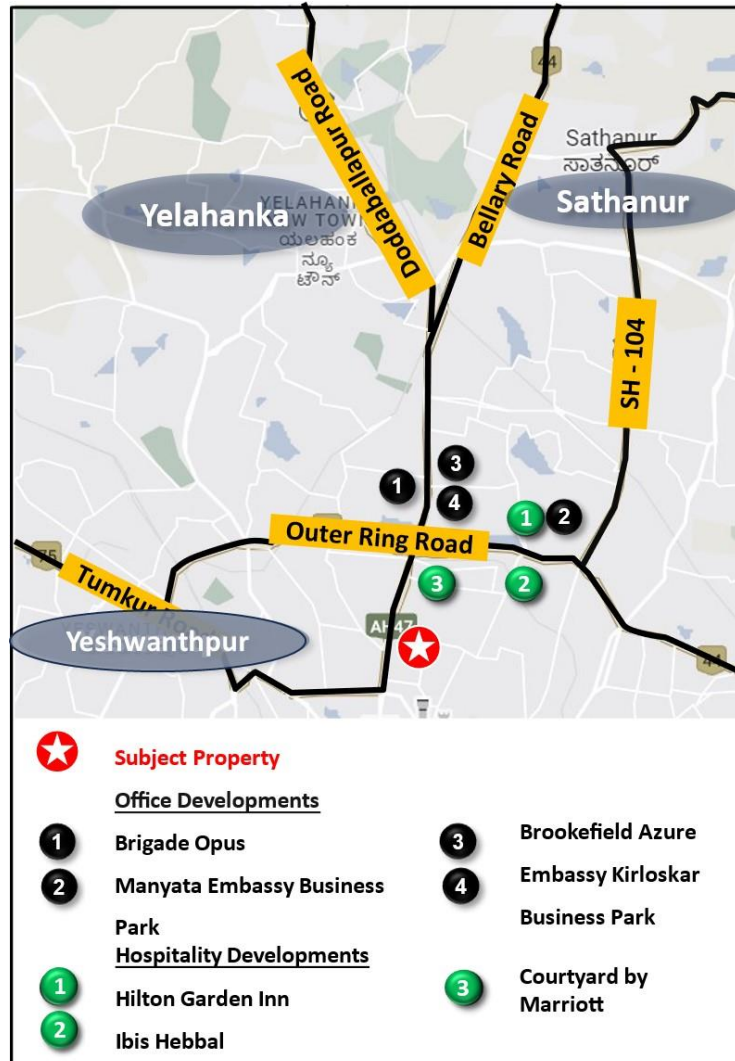 44
Doddaballapur Road
Bellary Road
Sathanur
ಸಾತನೂರ್
Yelahanka
Sathanur
YELAHANKA
NEW TOWN
ಯಲಹಂಕ
ನ್ಯೂ
ಟೌನ್
SH - 104
3
1
4
1
2
Outer Ring Road
75
Tumkur
3
2
AH47
Yeshwanthpur
44
Subject Property
Office Developments
1 Brigade Opus
2 Manyata Embassy Business
Park
3 Brookefield Azure
4 Embassy Kirloskar
Business Park
Hospitality Developments
1 Hilton Garden Inn
2 Ibis Hebbal
3 Courtyard by
Marriott